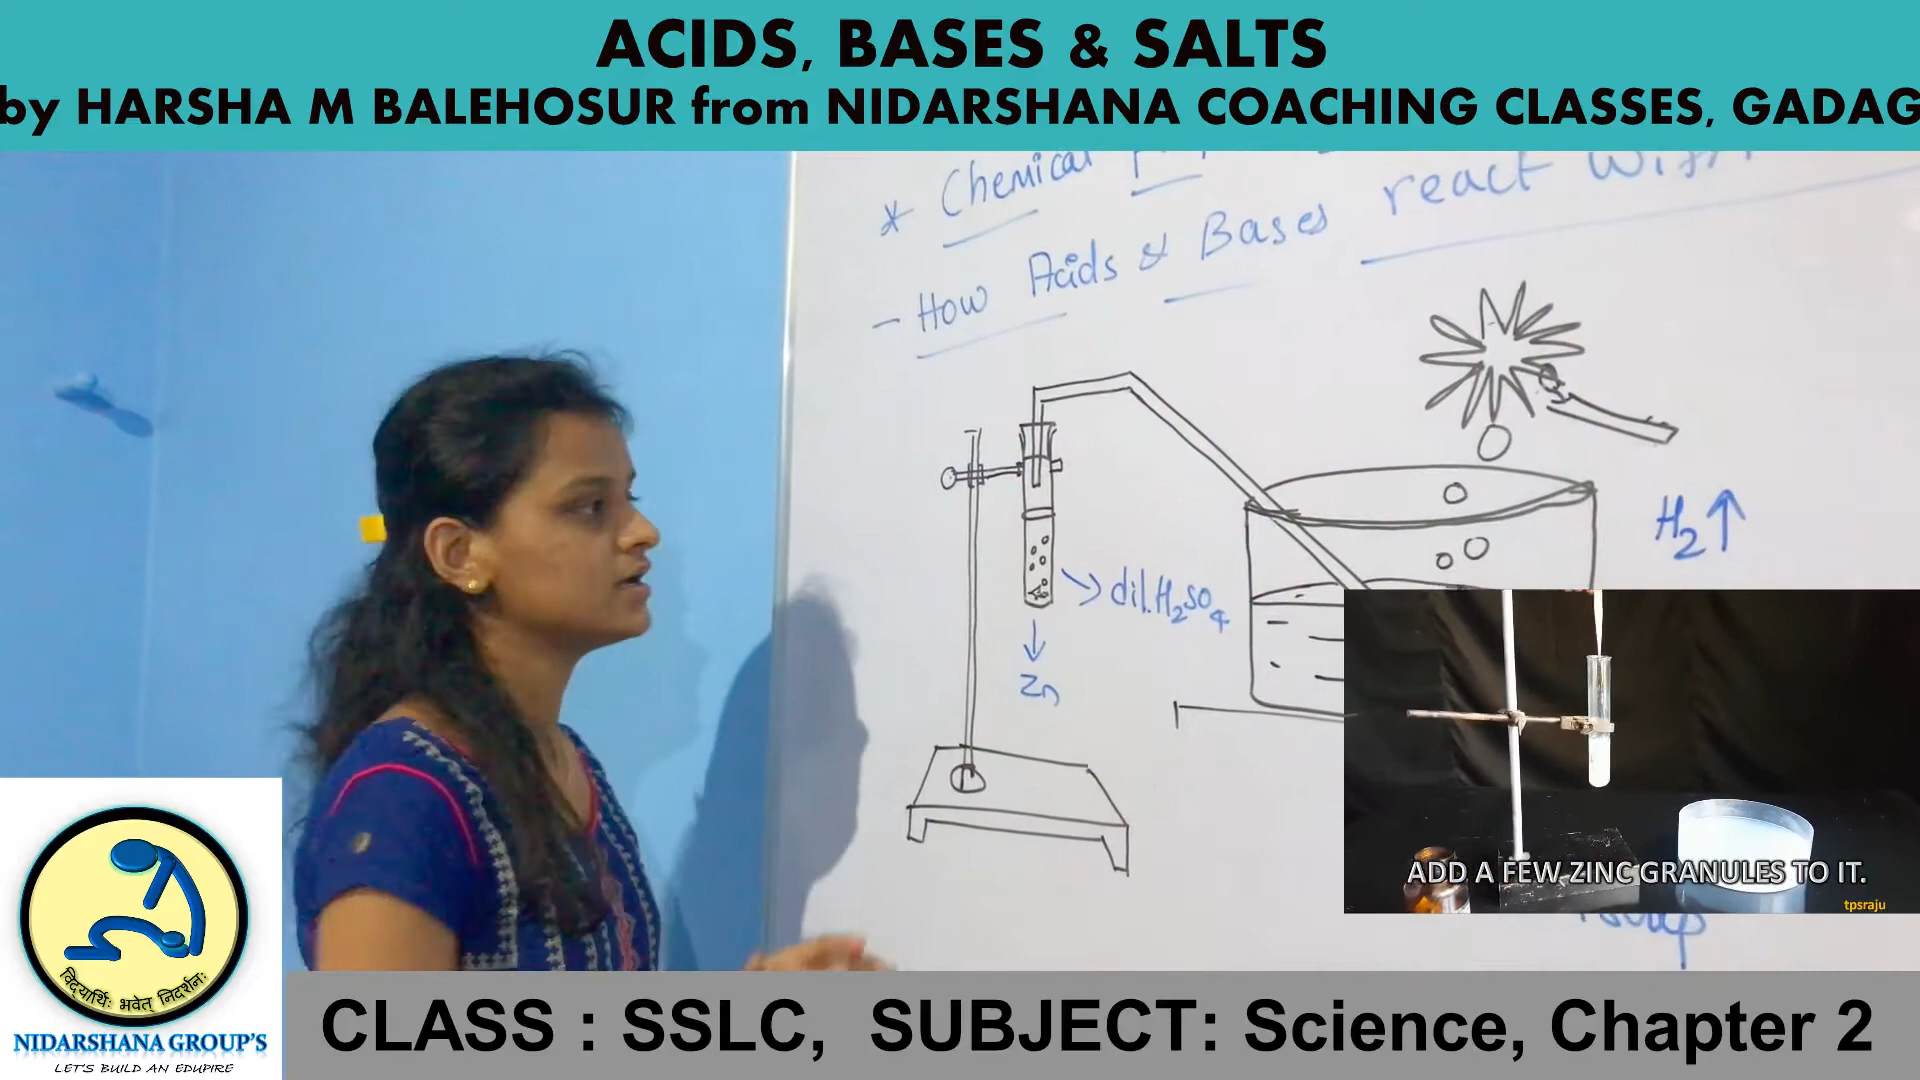 ACIDS, BASES & SALTS
by HARSHA M BALEHOSUR from NIDARSHANA COACHING CLASSES, GADAG
* Chemical
- How Acids & Bases react with
H₂↑
dil. H₂SO₄
Zn
ADD A FEW ZINC GRANULES TO IT.
tpsraju
विद्यार्थिः भवेत् निदर्शनः
NIDARSHANA GROUP'S
LET'S BUILD AN EDUPIRE
CLASS : SSLC, SUBJECT: Science, Chapter 2